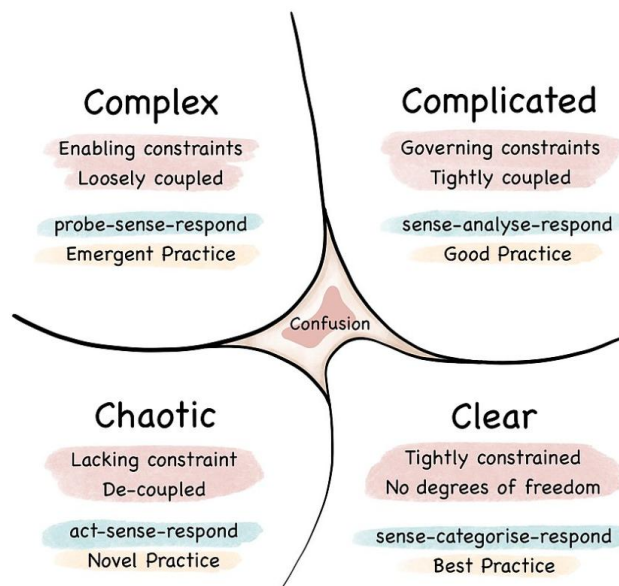 Complex
Enabling constraints
Loosely coupled
probe-sense-respond
Emergent Practice
Complicated
Governing constraints
Tightly coupled
sense-analyse-respond
Good Practice
Confusion
Chaotic
Lacking constraint
De-coupled
act-sense-respond
Novel Practice
Clear
Tightly constrained
No degrees of freedom
sense-categorise-respond
Best Practice